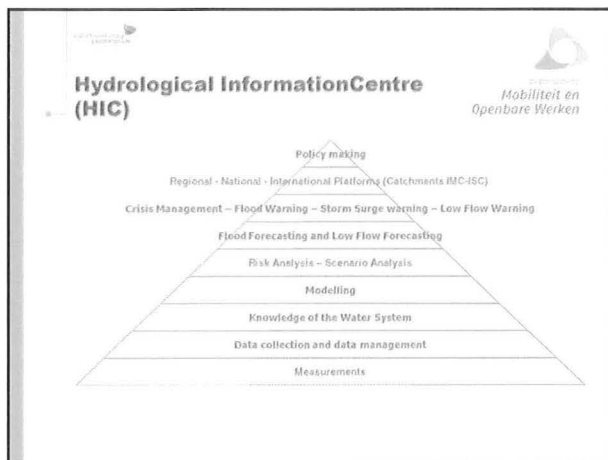 Hydrological InformationCentre
(HIC)
Mobiliteit en
Openbare Werken
Policy making
Regional - National - International Platforms (Catchments IMC-ISC)
Crisis Management – Flood Warning – Storm Surge warning – Low Flow Warning
Flood Forecasting and Low Flow Forecasting
Risk Analysis – Scenario Analysis
Modelling
Knowledge of the Water System
Data collection and data management
Measurements